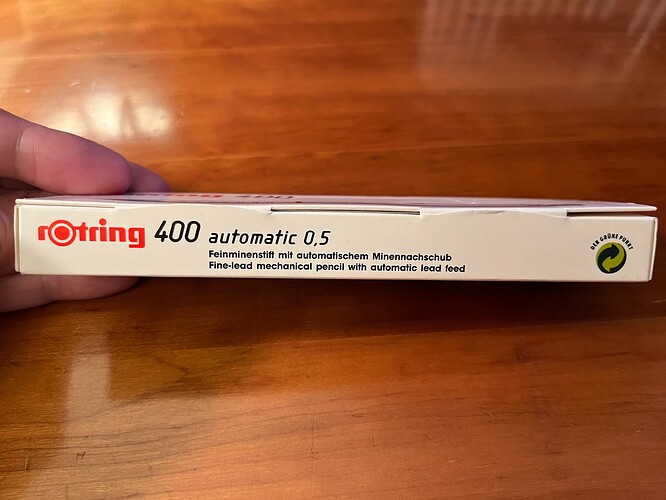 rotring 400 automatic 0,5
Feinminenstift mit automatischem Minennachschub
Fine-lead mechanical pencil with automatic lead feed
DER GRÜNE PUNKT